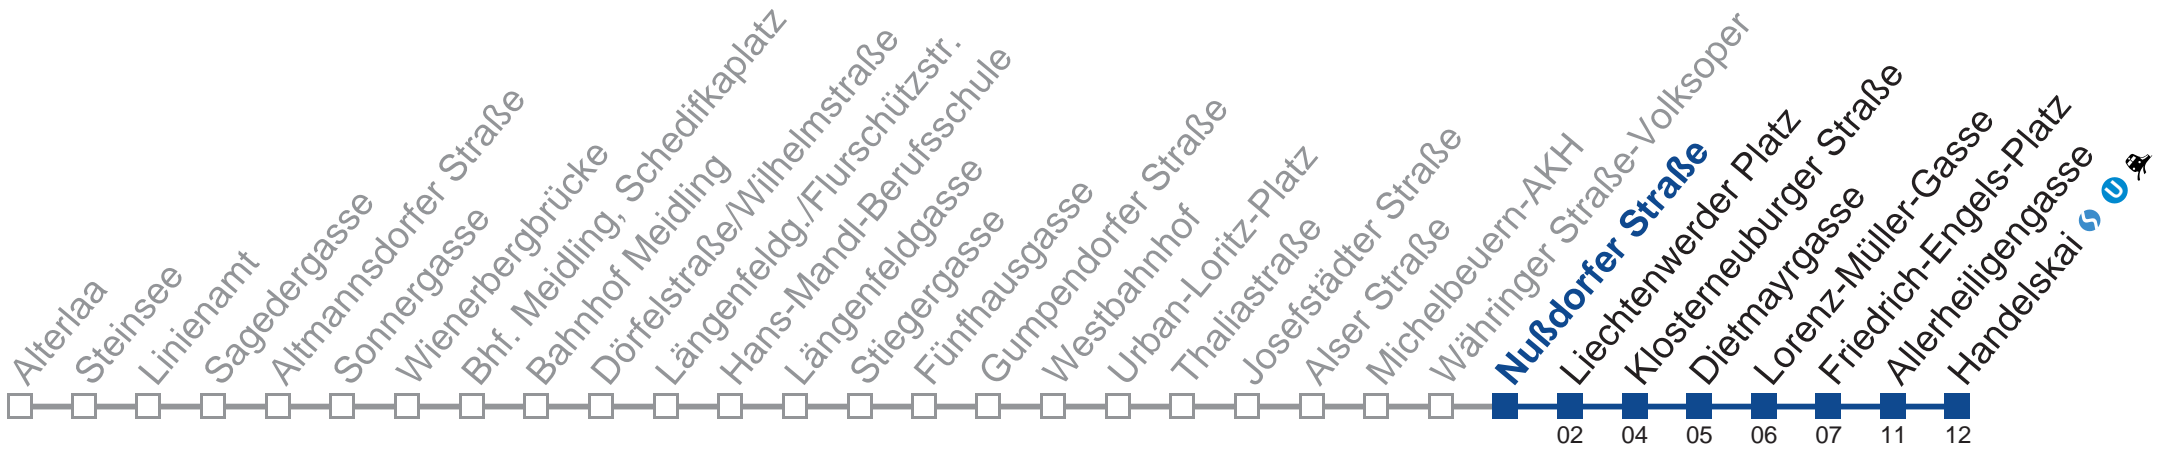 Alterlaa
Steinsee
Linienamt
Sagedergasse
Altmannsdorfer Straße
Sonnergasse
Wienerbergbrücke
Bhf. Meidling, Schedifkaplatz
Bahnhof Meidling
Dörfelstraße/Wilhelmstraße
Längenfeldg./Flurschützstr.
Hans-Mandl-Berufsschule
Längenfeldgasse
Stiegergasse
Fünfhausgasse
Gumpendorfer Straße
Westbahnhof
Urban-Loritz-Platz
Thaliastraße
Josefstädter Straße
Alser Straße
Michelbeuern-AKH
Währinger Straße-Volksoper
Nußdorfer Straße
Liechtenwerder Platz
Klosterneuburger Straße
Dietmayrgasse
Lorenz-Müller-Gasse
Friedrich-Engels-Platz
Allerheiligengasse
Handelskai S U
02 04 05 06 07 11 12